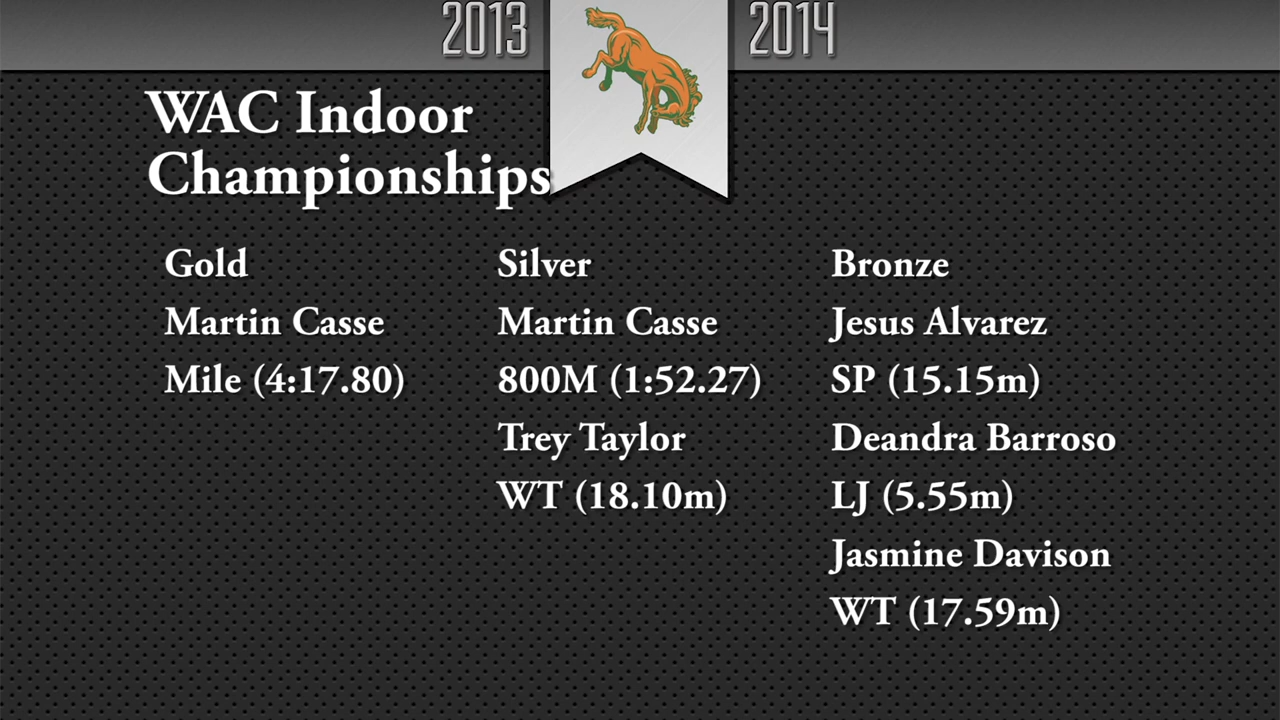 2013 2014
WAC Indoor
Championships
Gold
Martin Casse
Mile (4:17.80)
Silver
Martin Casse
800M (1:52.27)
Trey Taylor
WT (18.10m)
Bronze
Jesus Alvarez
SP (15.15m)
Deandra Barroso
LJ (5.55m)
Jasmine Davison
WT (17.59m)